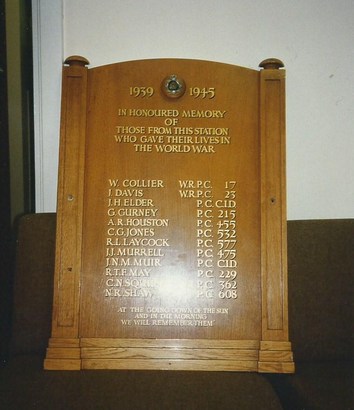 1939 1945
IN HONOURED MEMORY
OF
THOSE FROM THIS STATION
WHO GAVE THEIR LIVES IN
THE WORLD WAR
W. COLLIER W.R.P.C. 17
J. DAVIS W.R.P.C. 23
J.H. ELDER P.C. C.I.D
G. GURNEY P.C. 215
A.R. HOUSTON P.C. 455
C.G. JONES P.C. 532
R.L. LAYCOCK P.C. 577
J.J. MURRELL P.C. 475
J.N.M. MUIR P.C. C.I.D
R.T.F. MAY P.C. 229
C.N. P.C. 362
N.R. SHAW P.C. 608
AT THE GOING DOWN OF THE SUN
AND IN THE MORNING
WE WILL REMEMBER THEM